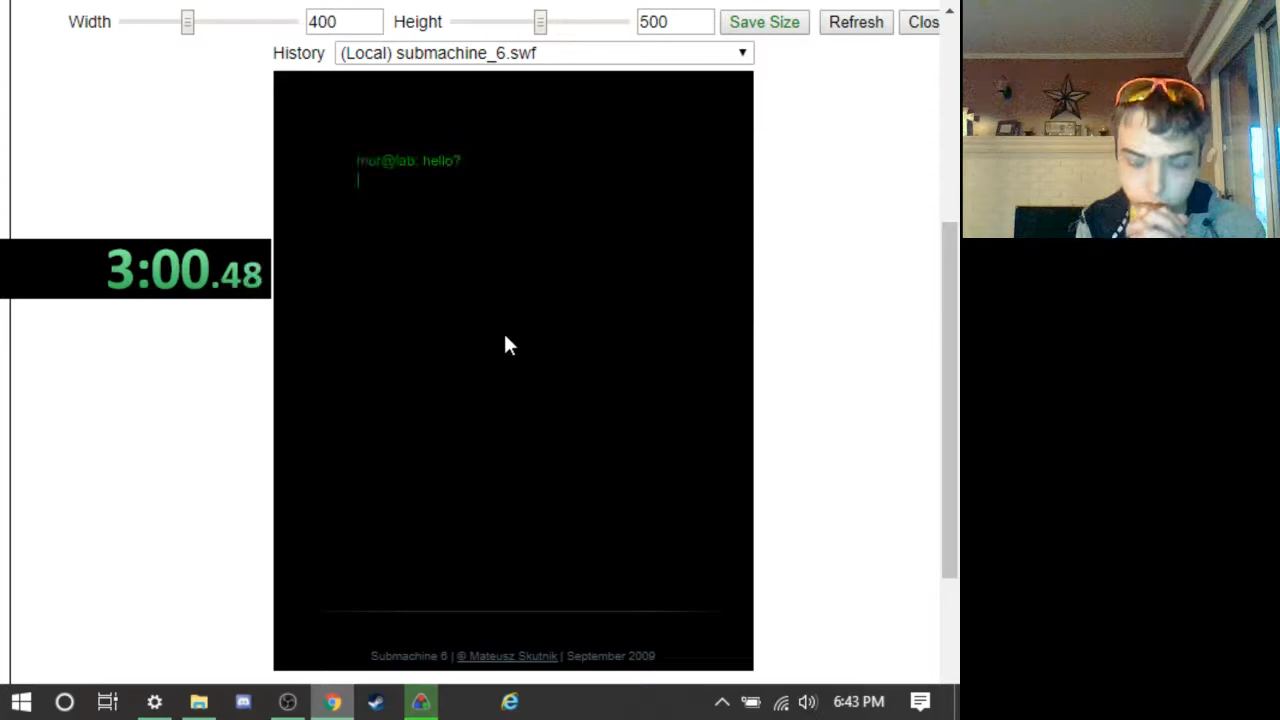 Width 400 Height 500 Save Size Refresh Clos
History (Local) submachine_6.swf
mur@lab: hello?
3:00.48
Submachine 6 | © Mateusz Skutnik | September 2009
6:43 PM